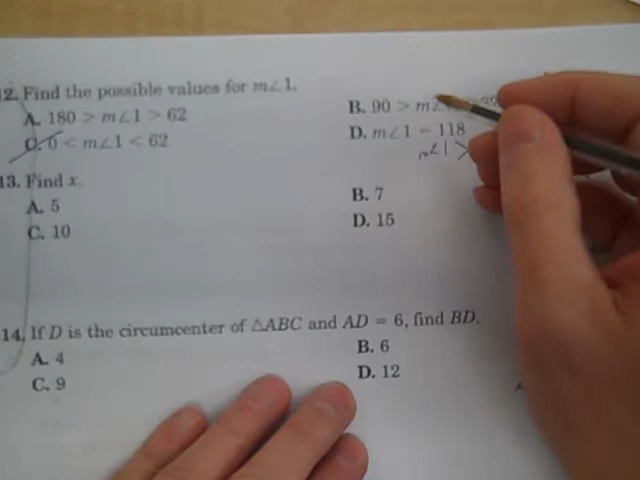 12. Find the possible values for m∠1.
A. 180 > m∠1 > 62
B. 90 > m∠
C. 0 < m∠1 < 62
D. m∠1 = 118
m∠1 >
13. Find x.
A. 5
B. 7
C. 10
D. 15
14. If D is the circumcenter of △ABC and AD = 6, find BD.
A. 4
B. 6
C. 9
D. 12